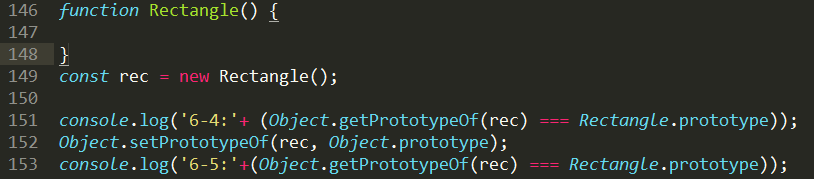 146 function Rectangle() {
147
148 }
149 const rec = new Rectangle();
150
151 console.log('6-4:'+ (Object.getPrototypeOf(rec) === Rectangle.prototype));
152 Object.setPrototypeOf(rec, Object.prototype);
153 console.log('6-5:'+(Object.getPrototypeOf(rec) === Rectangle.prototype));